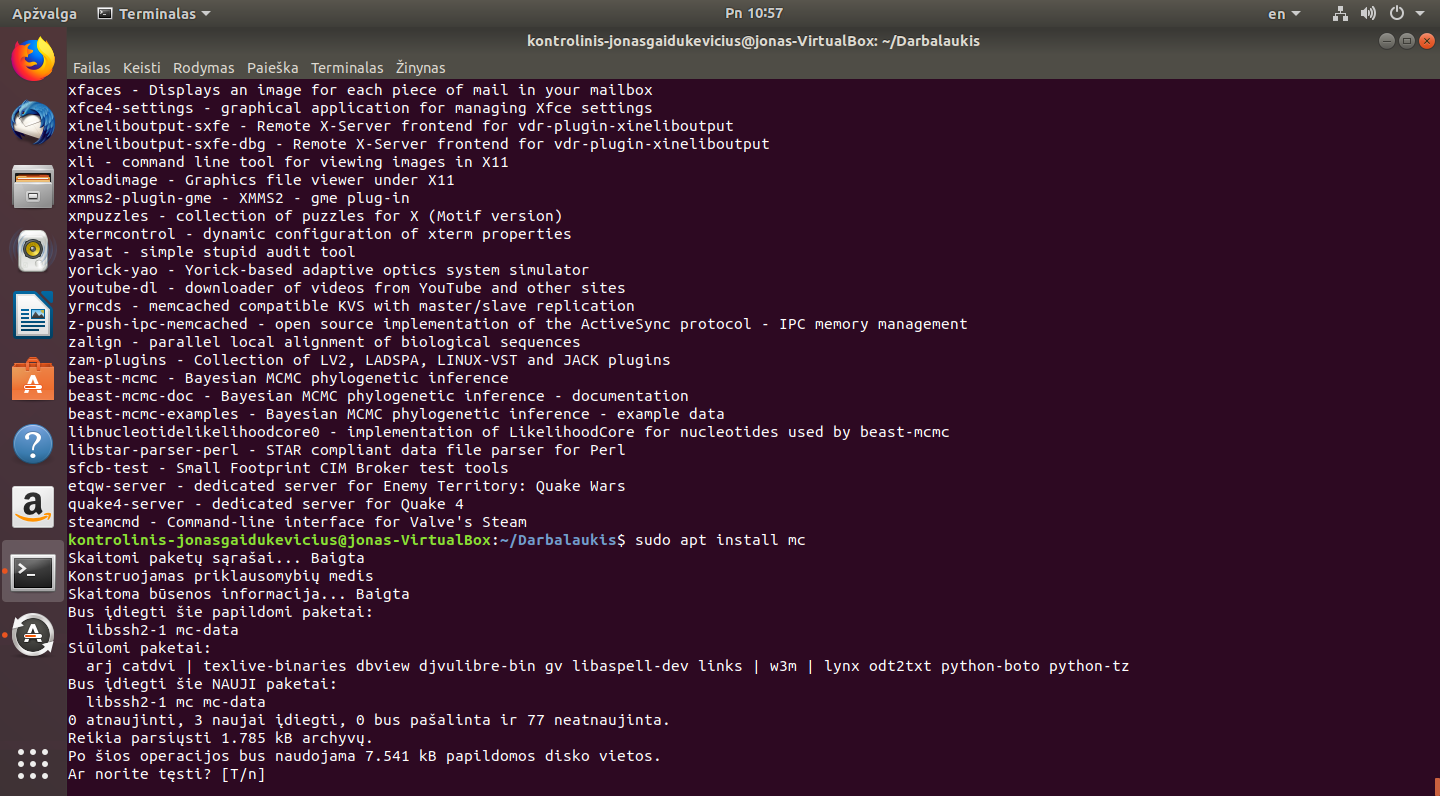 Apžvalga Terminalas Pn 10:57 en
kontrolinis-jonasgaidukevicius@jonas-VirtualBox: ~/Darbalaukis
Failas Keisti Rodymas Paieška Terminalas Žinynas
xfaces - Displays an image for each piece of mail in your mailbox
xfce4-settings - graphical application for managing Xfce settings
xineliboutput-sxfe - Remote X-Server frontend for vdr-plugin-xineliboutput
xineliboutput-sxfe-dbg - Remote X-Server frontend for vdr-plugin-xineliboutput
xli - command line tool for viewing images in X11
xloadimage - Graphics file viewer under X11
xmms2-plugin-gme - XMMS2 - gme plug-in
xmpuzzles - collection of puzzles for X (Motif version)
xtermcontrol - dynamic configuration of xterm properties
yasat - simple stupid audit tool
yorick-yao - Yorick-based adaptive optics system simulator
youtube-dl - downloader of videos from YouTube and other sites
yrmcds - memcached compatible KVS with master/slave replication
z-push-ipc-memcached - open source implementation of the ActiveSync protocol - IPC memory management
zalign - parallel local alignment of biological sequences
zam-plugins - Collection of LV2, LADSPA, LINUX-VST and JACK plugins
beast-mcmc - Bayesian MCMC phylogenetic inference
beast-mcmc-doc - Bayesian MCMC phylogenetic inference - documentation
beast-mcmc-examples - Bayesian MCMC phylogenetic inference - example data
libnucleotidelikelihoodcore0 - implementation of LikelihoodCore for nucleotides used by beast-mcmc
libstar-parser-perl - STAR compliant data file parser for Perl
sfcb-test - Small Footprint CIM Broker test tools
etqw-server - dedicated server for Enemy Territory: Quake Wars
quake4-server - dedicated server for Quake 4
steamcmd - Command-line interface for Valve's Steam
kontrolinis-jonasgaidukevicius@jonas-VirtualBox:~/Darbalaukis$ sudo apt install mc
Skaitomi paketų sąrašai... Baigta
Konstruojamas priklausomybių medis
Skaitoma būsenos informacija... Baigta
Bus įdiegti šie papildomi paketai:
  libssh2-1 mc-data
Siūlomi paketai:
  arj catdvi | texlive-binaries dbview djvulibre-bin gv libaspell-dev links | w3m | lynx odt2txt python-boto python-tz
Bus įdiegti šie NAUJI paketai:
  libssh2-1 mc mc-data
0 atnaujinti, 3 naujai įdiegti, 0 bus pašalinta ir 77 neatnaujinta.
Reikia parsiųsti 1.785 kB archyvų.
Po šios operacijos bus naudojama 7.541 kB papildomos disko vietos.
Ar norite tęsti? [T/n]